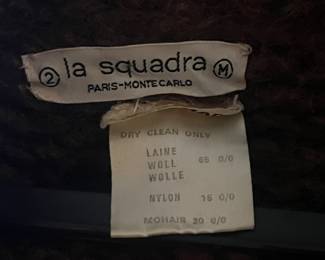 2 la squadra M
PARIS-MONTE CARLO
DRY CLEAN ONLY
LAINE
WOLL 65 0/0
WOLLE
NYLON 15 0/0
MOHAIR 20 0/0